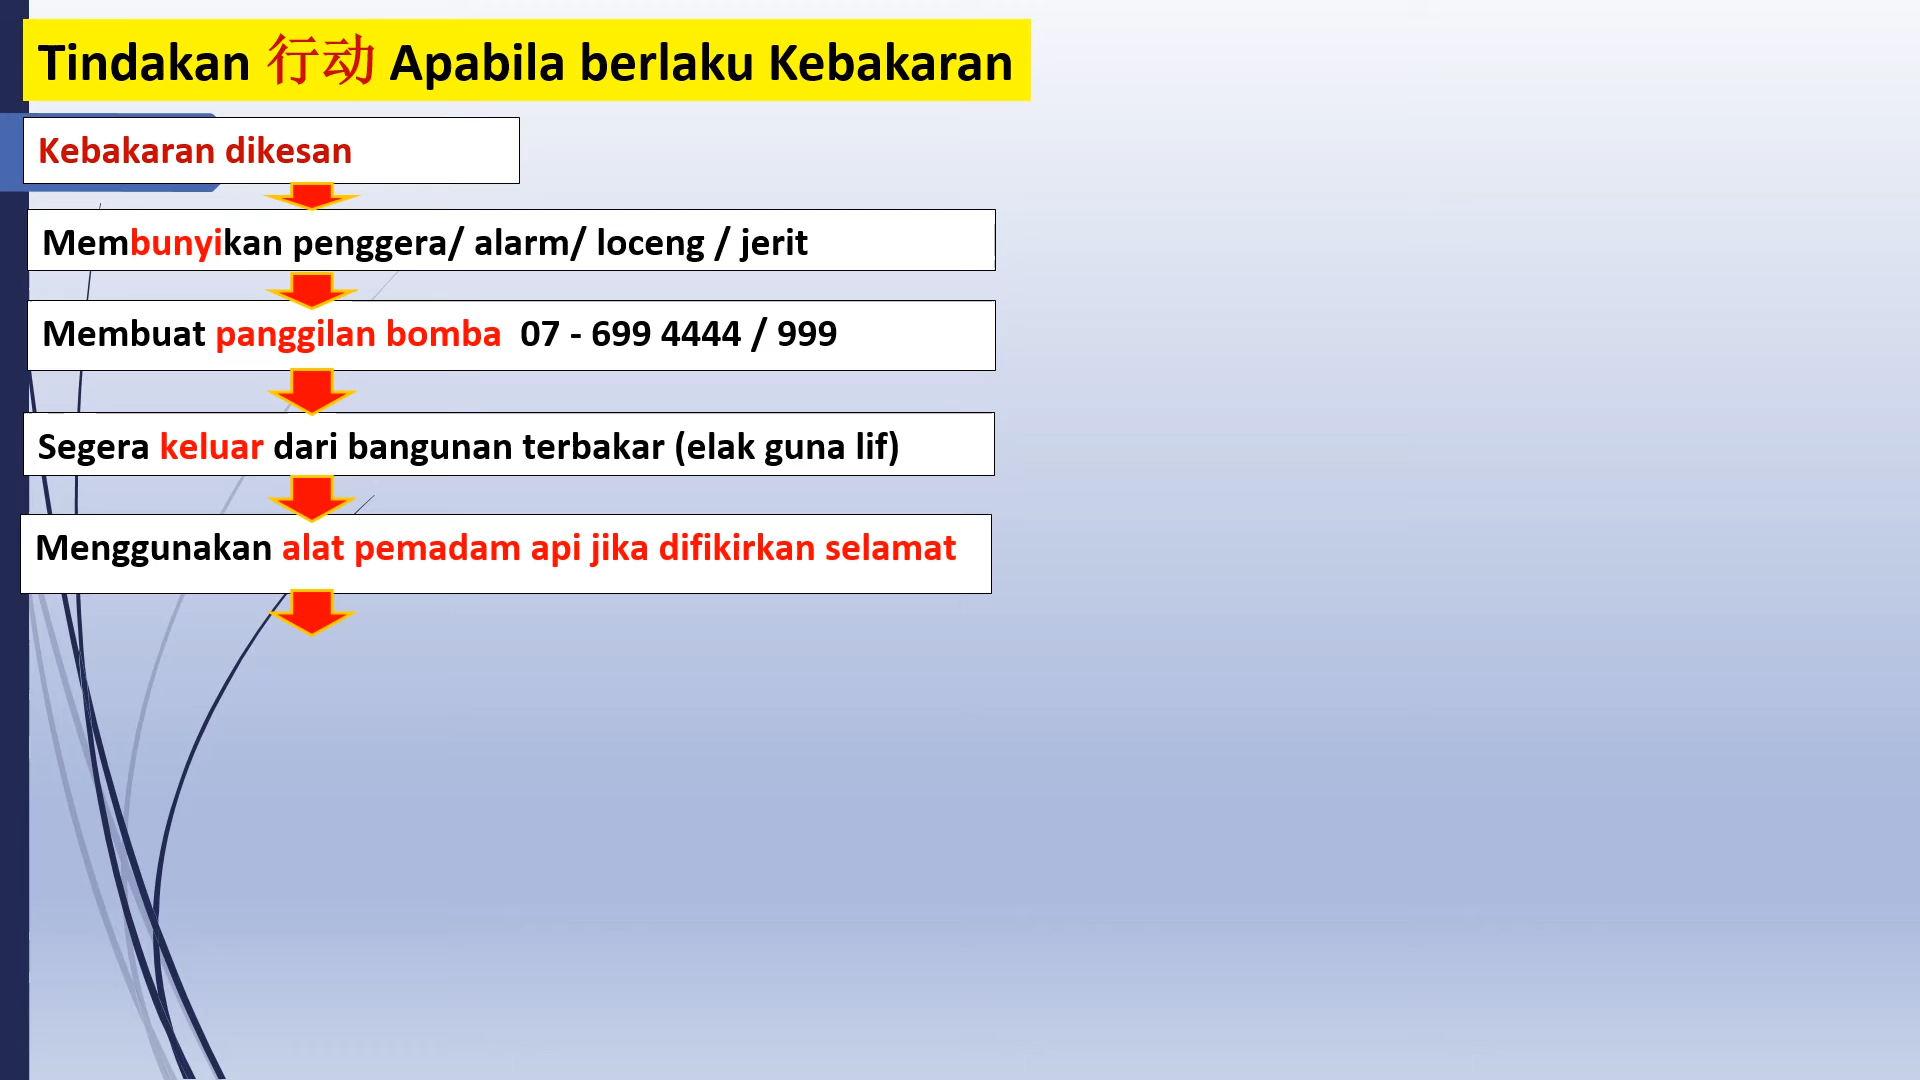 Tindakan 行动 Apabila berlaku Kebakaran
Kebakaran dikesan
Membunyikan penggera/ alarm/ loceng / jerit
Membuat panggilan bomba 07 - 699 4444 / 999
Segera keluar dari bangunan terbakar (elak guna lif)
Menggunakan alat pemadam api jika difikirkan selamat